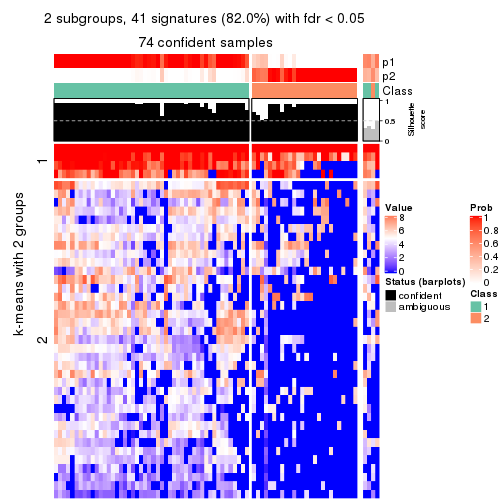 2 subgroups, 41 signatures (82.0%) with fdr < 0.05
74 confident samples
p1
p2
Class
1
0.5
0
Silhouette
score
k-means with 2 groups
1
2
Value
8
6
4
2
0
Status (barplots)
confident
ambiguous
Prob
1
0.8
0.6
0.4
0.2
0
Class
1
2